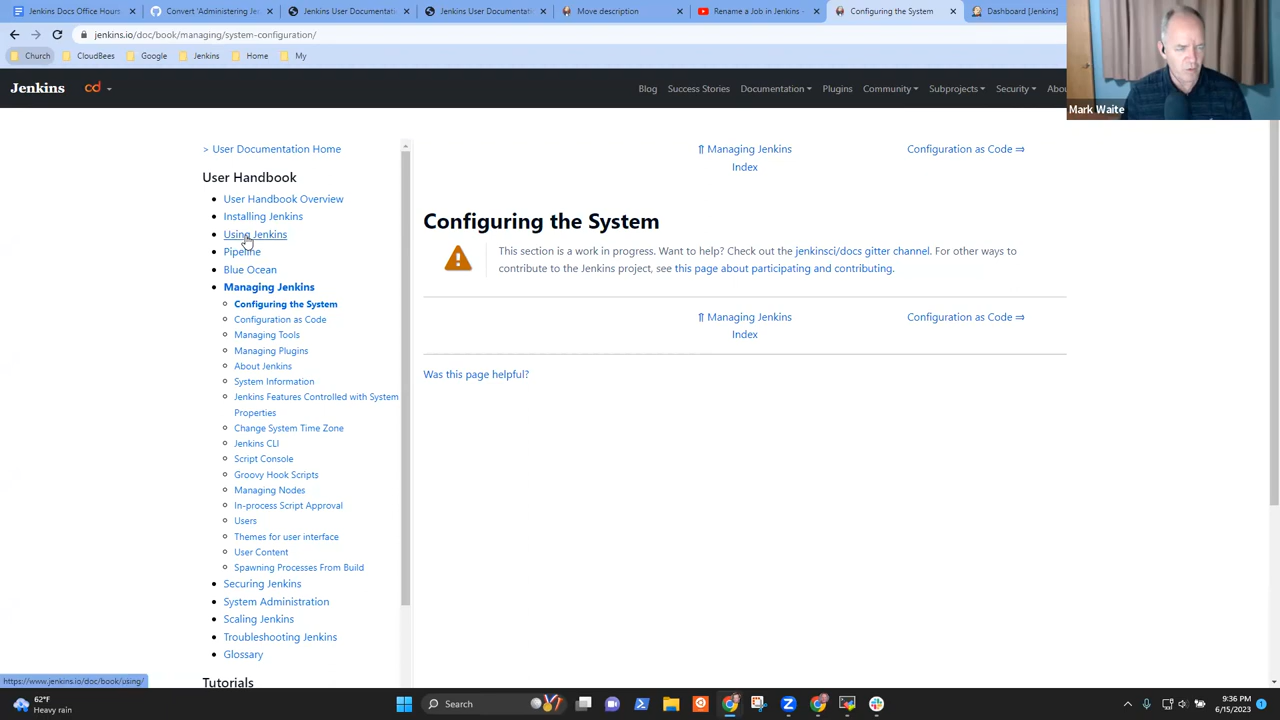 Jenkins Docs Office Hours
Convert 'Administering Je
Jenkins User Documentatio
Jenkins User Documentatio
Move description
Rename a Job in Jenkins -
Configuring the System
Dashboard [Jenkins]
jenkins.io/doc/book/managing/system-configuration/
Church
CloudBees
Google
Jenkins
Home
My
Mark Waite
Jenkins
cd
Blog
Success Stories
Documentation
Plugins
Community
Subprojects
Security
Abou
> User Documentation Home
User Handbook
User Handbook Overview
Installing Jenkins
Using Jenkins
Pipeline
Blue Ocean
Managing Jenkins
Configuring the System
Configuration as Code
Managing Tools
Managing Plugins
About Jenkins
System Information
Jenkins Features Controlled with System
Properties
Change System Time Zone
Jenkins CLI
Script Console
Groovy Hook Scripts
Managing Nodes
In-process Script Approval
Users
Themes for user interface
User Content
Spawning Processes From Build
Securing Jenkins
System Administration
Scaling Jenkins
Troubleshooting Jenkins
Glossary
Tutorials
⇑ Managing Jenkins
Index
Configuration as Code ⇒
Configuring the System
This section is a work in progress. Want to help? Check out the jenkinsci/docs gitter channel. For other ways
to contribute to the Jenkins project, see this page about participating and contributing.
⇑ Managing Jenkins
Index
Configuration as Code ⇒
Was this page helpful?
https://www.jenkins.io/doc/book/using/
62°F
Heavy rain
Search
9:36 PM
6/15/2023